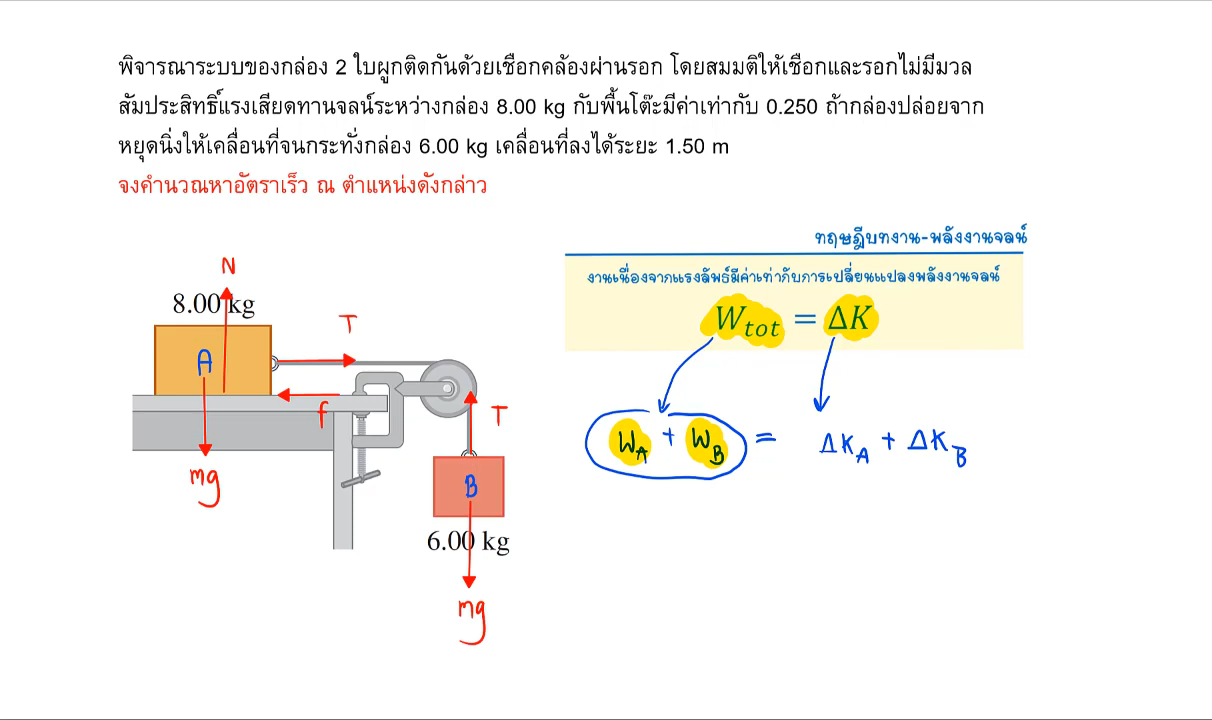 พิจารณาระบบของกล่อง 2 ใบผูกติดกันด้วยเชือกคล้องผ่านรอก โดยสมมติให้เชือกและรอกไม่มีมวล
สัมประสิทธิ์แรงเสียดทานจลน์ระหว่างกล่อง 8.00 kg กับพื้นโต๊ะมีค่าเท่ากับ 0.250 ถ้ากล่องปล่อยจาก
หยุดนิ่งให้เคลื่อนที่จนกระทั่งกล่อง 6.00 kg เคลื่อนที่ลงได้ระยะ 1.50 m
จงคำนวณหาอัตราเร็ว ณ ตำแหน่งดังกล่าว
ทฤษฎีบทงาน-พลังงานจลน์
งานเนื่องจากแรงลัพธ์มีค่าเท่ากับการเปลี่ยนแปลงพลังงานจลน์
W_tot = ΔK
W_A + W_B = ΔK_A + ΔK_B
N
8.00 kg
T
A
f
T
mg
B
6.00 kg
mg